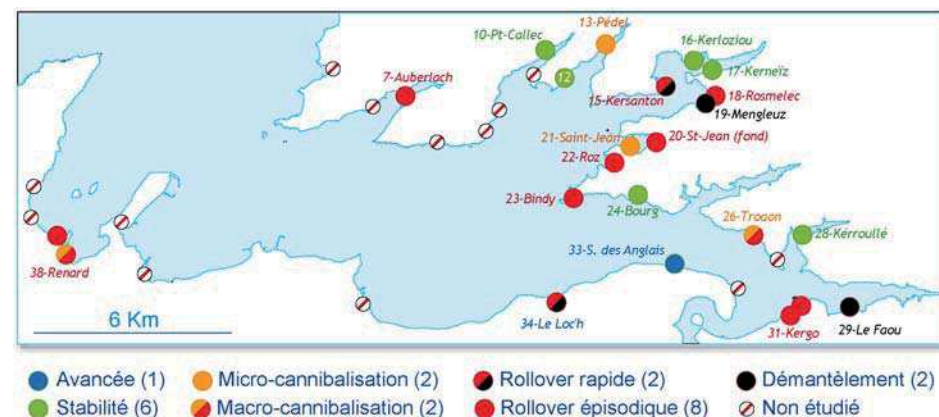 13-Pédel
10-Pt-Callec
16-Kerloziou
12
17-Kerneïz
7-Auberlach
15-Kersanton
18-Rosmelec
19-Mengleuz
21-Saint-Jean
20-St-Jean (fond)
22-Roz
23-Bindy
24-Bourg
26-Troaon
28-Kerroullé
33-S. des Anglais
38-Renard
6 Km
34-Le Loc'h
31-Kergo
29-Le Faou
Avancée (1) Micro-cannibalisation (2) Rollover rapide (2) Démantèlement (2)
Stabilité (6) Macro-cannibalisation (2) Rollover épisodique (8) Non étudié